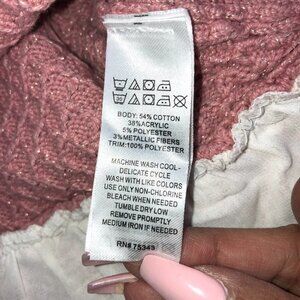 30
BODY: 54% COTTON
38% ACRYLIC
5% POLYESTER
3% METALLIC FIBERS
TRIM: 100% POLYESTER
MACHINE WASH COOL-
DELICATE CYCLE
WASH WITH LIKE COLORS
USE ONLY NON-CHLORINE
BLEACH WHEN NEEDED
TUMBLE DRY LOW
REMOVE PROMPTLY
MEDIUM IRON IF NEEDED
RN# 75343